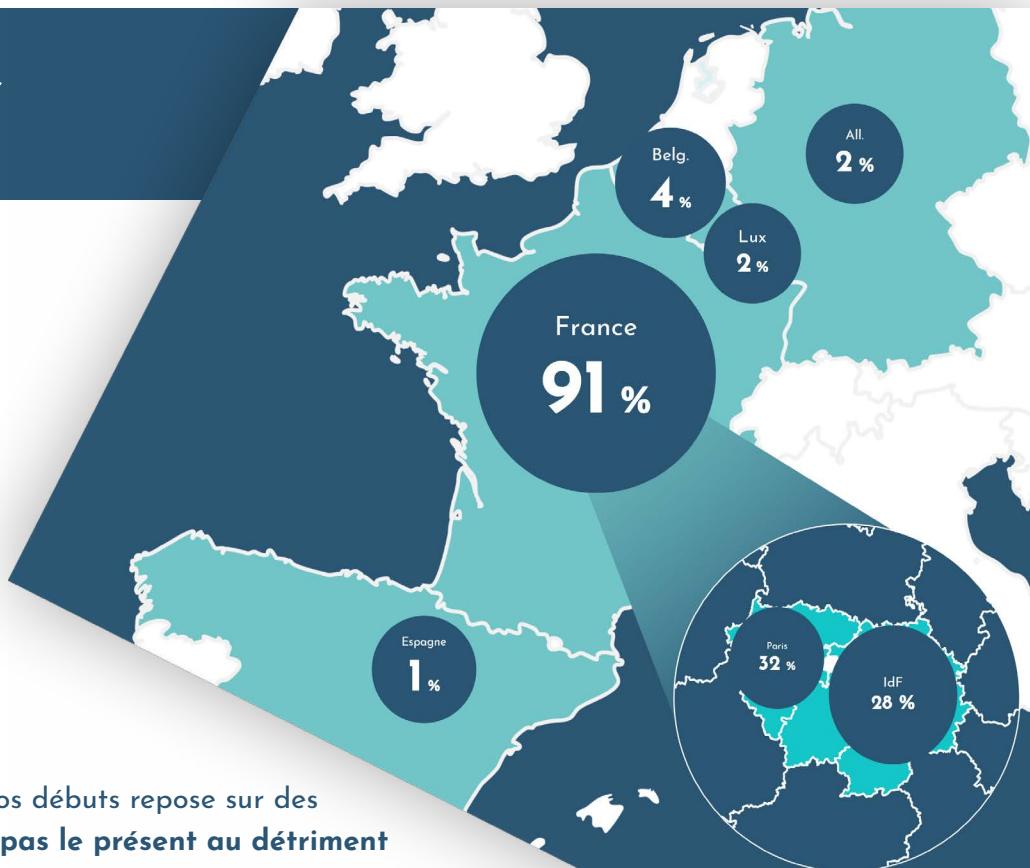 All.
2 %
Belg.
4 %
Lux
2 %
France
91 %
Espagne
1 %
Paris
32 %
IdF
28 %
débuts repose sur des
pas le présent au détriment